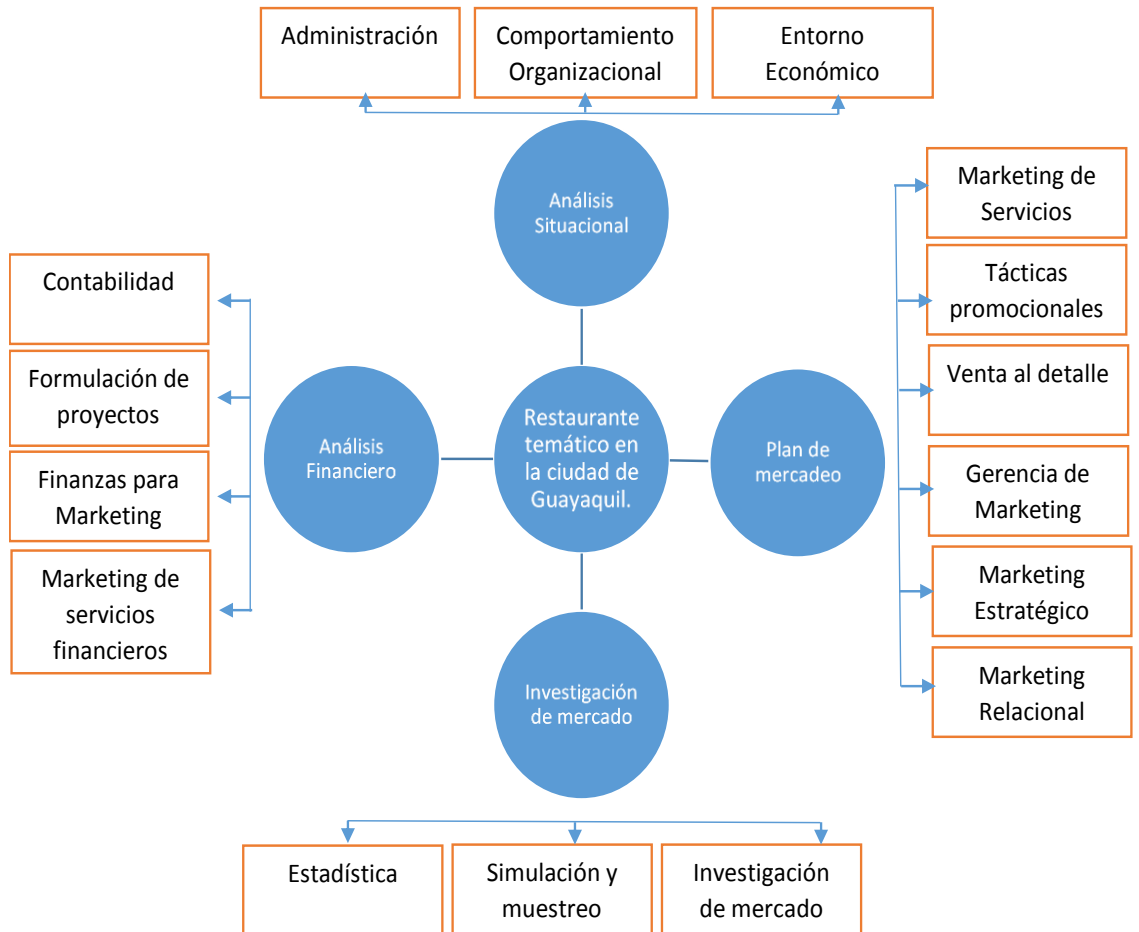 Administración
Comportamiento
Organizacional
Entorno
Económico
Análisis
Situacional
Contabilidad
Formulación de
proyectos
Finanzas para
Marketing
Marketing de
servicios
financieros
Análisis
Financiero
Restaurante
temático en
la ciudad de
Guayaquil.
Plan de
mercadeo
Marketing de
Servicios
Tácticas
promocionales
Venta al detalle
Gerencia de
Marketing
Marketing
Estratégico
Marketing
Relacional
Investigación
de mercado
Estadística
Simulación y
muestreo
Investigación
de mercado